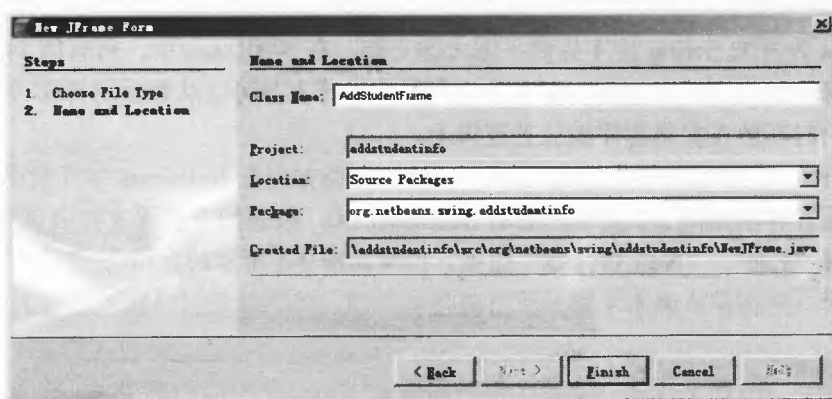 New JFrame Form
Steps
1. Choose File Type
2. Name and Location
Name and Location
Class Name: AddStudentFrame
Project: addstudentinfo
Location: Source Packages
Package: org.netbeans.swing.addstudentinfo
Created File: \addstudentinfo\src\org\netbeans\swing\addstudentinfo\NewJFrame.java
< Back
Next >
Finish
Cancel
Help